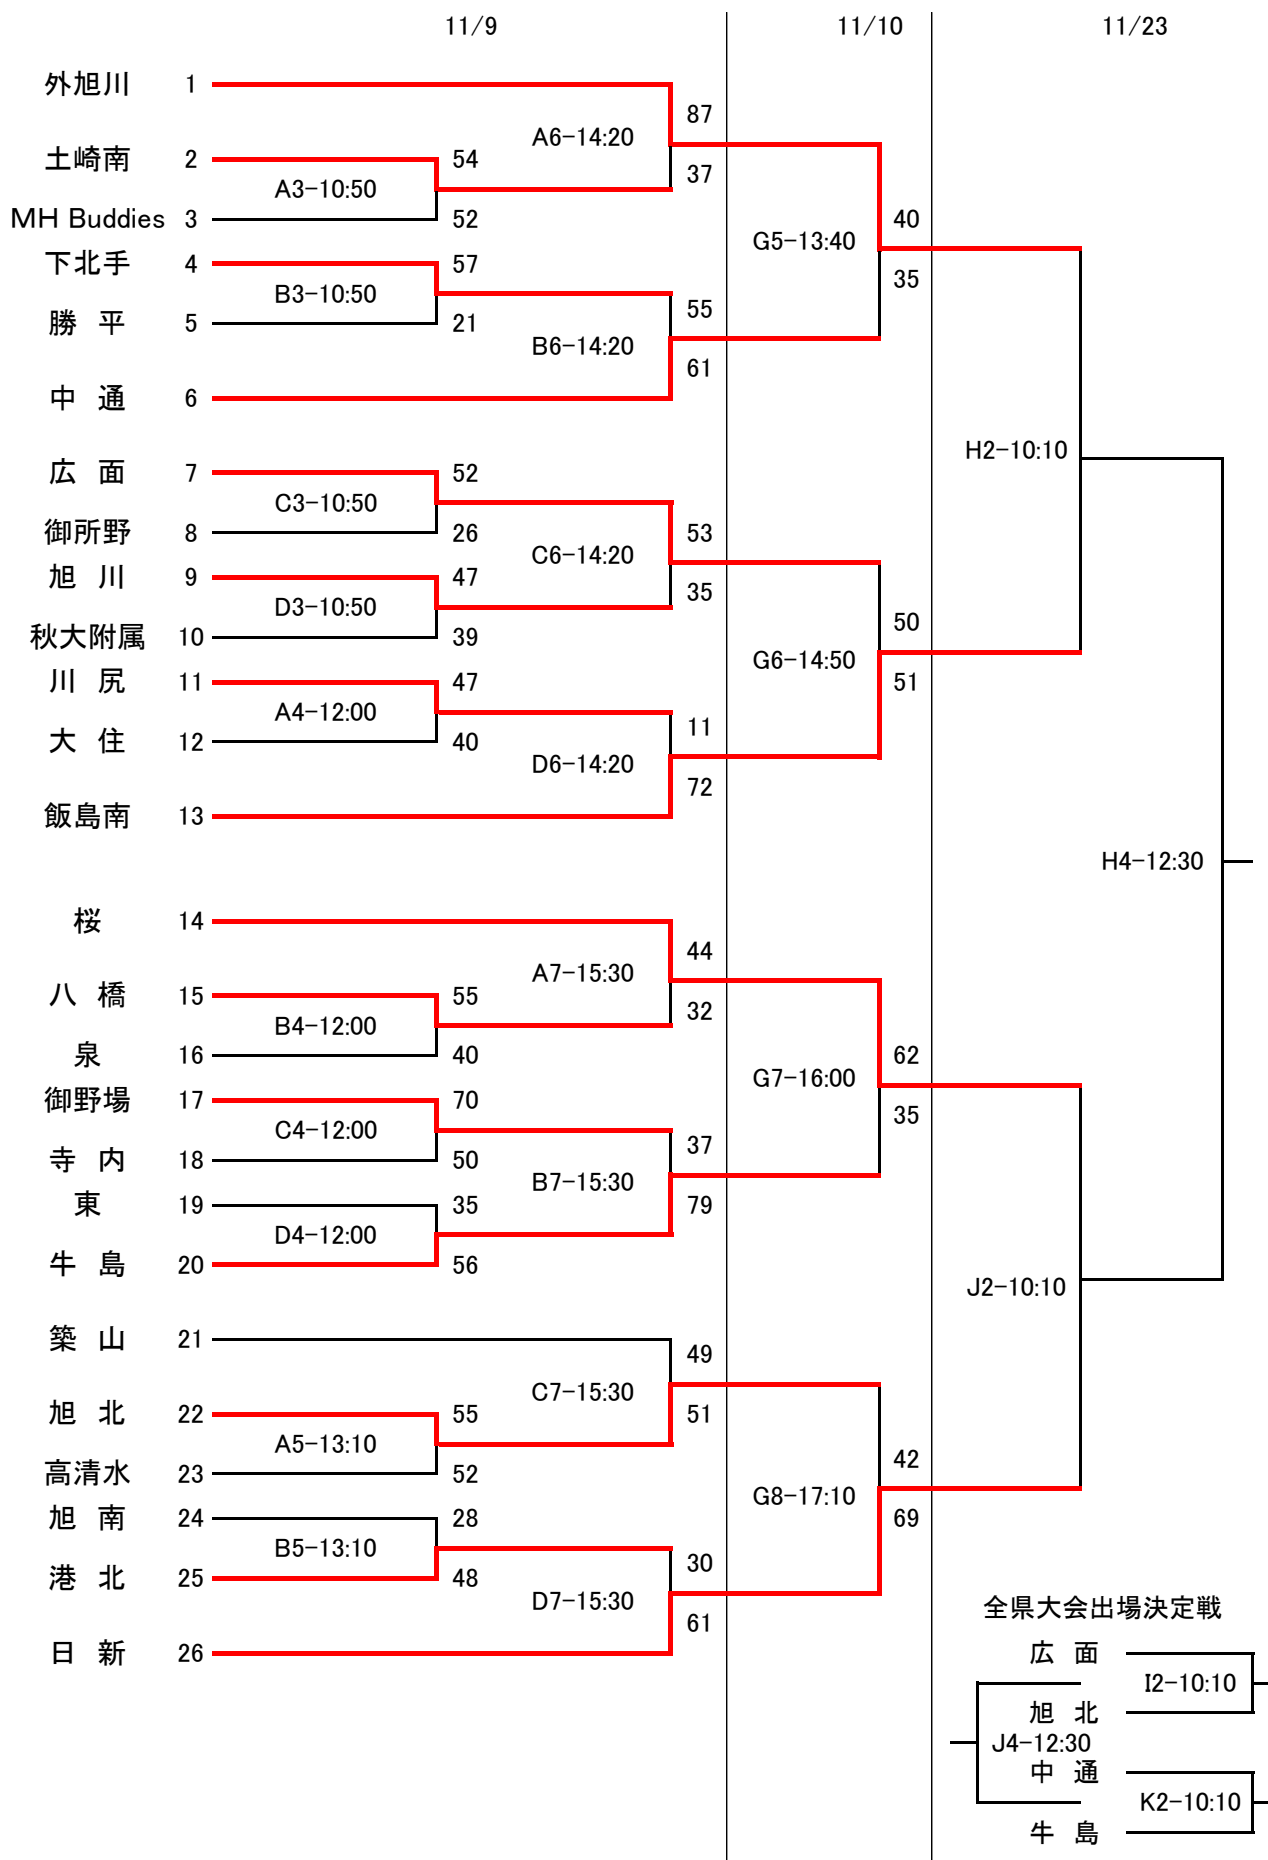 11/9 11/10 11/23
外旭川 1
87
A6-14:20
土崎南 2 54
37
A3-10:50
MH Buddies 3 52
40
G5-13:40
下北手 4 57
35
B3-10:50
55
勝 平 5 21
B6-14:20
61
中 通 6
H2-10:10
広 面 7 52
C3-10:50
御所野 8 26
53
C6-14:20
旭 川 9 47
35
D3-10:50
50
秋大附属 10 39
G6-14:50
川 尻 11 47
51
A4-12:00
11
大 住 12 40
D6-14:20
72
飯島南 13
H4-12:30
桜 14
44
A7-15:30
八 橋 15 55
32
B4-12:00
泉 16 40
62
G7-16:00
御野場 17 70
35
C4-12:00
37
寺 内 18 50
B7-15:30
東 19 35
79
D4-12:00
牛 島 20 56
J2-10:10
築 山 21
49
C7-15:30
旭 北 22 55
51
A5-13:10
42
高清水 23 52
G8-17:10
旭 南 24 28
69
B5-13:10
30
港 北 25 48
D7-15:30
61
日 新 26
全県大会出場決定戦
広 面
I2-10:10
旭 北
J4-12:30
中 通
K2-10:10
牛 島